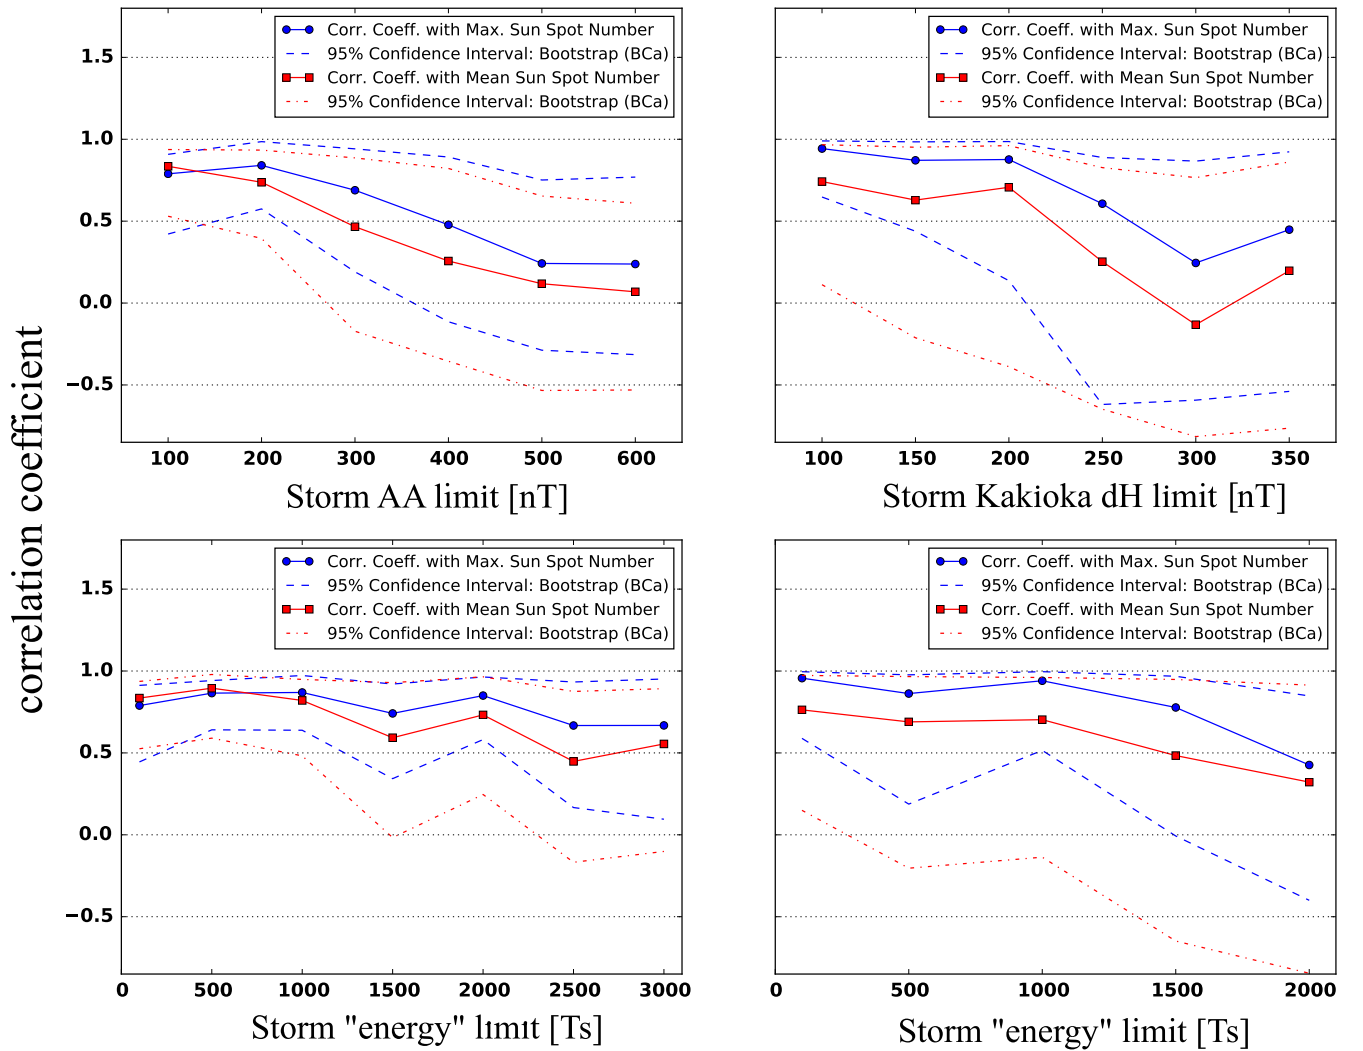 correlation coefficient
Corr. Coeff. with Max. Sun Spot Number
95% Confidence Interval: Bootstrap (BCa)
Corr. Coeff. with Mean Sun Spot Number
95% Confidence Interval: Bootstrap (BCa)
1.5
1.0
0.5
0.0
−0.5
100 200 300 400 500 600
Storm AA limit [nT]
Corr. Coeff. with Max. Sun Spot Number
95% Confidence Interval: Bootstrap (BCa)
Corr. Coeff. with Mean Sun Spot Number
95% Confidence Interval: Bootstrap (BCa)
100 150 200 250 300 350
Storm Kakioka dH limit [nT]
Corr. Coeff. with Max. Sun Spot Number
95% Confidence Interval: Bootstrap (BCa)
Corr. Coeff. with Mean Sun Spot Number
95% Confidence Interval: Bootstrap (BCa)
1.5
1.0
0.5
0.0
−0.5
0 500 1000 1500 2000 2500 3000
Storm "energy" limit [Ts]
Corr. Coeff. with Max. Sun Spot Number
95% Confidence Interval: Bootstrap (BCa)
Corr. Coeff. with Mean Sun Spot Number
95% Confidence Interval: Bootstrap (BCa)
0 500 1000 1500 2000
Storm "energy" limit [Ts]